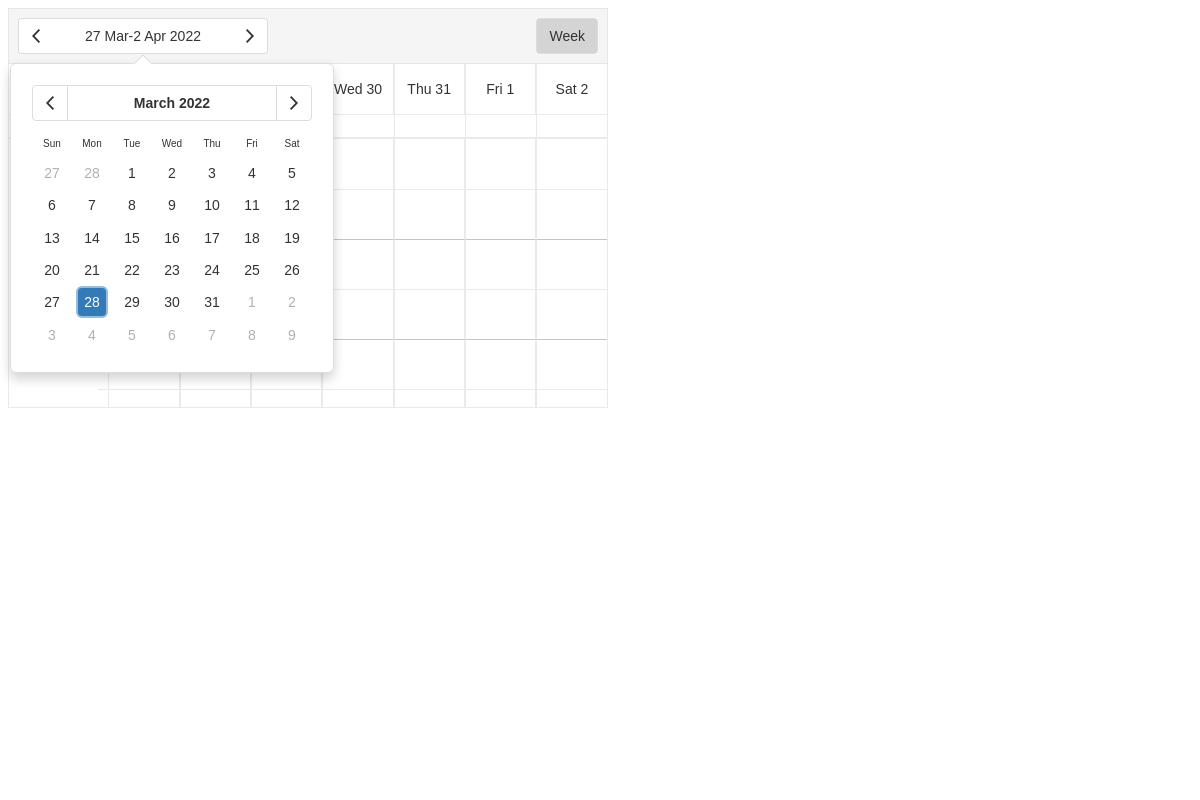 27 Mar-2 Apr 2022 Week
Wed 30 Thu 31 Fri 1 Sat 2
March 2022
Sun Mon Tue Wed Thu Fri Sat
27 28 1 2 3 4 5
6 7 8 9 10 11 12
13 14 15 16 17 18 19
20 21 22 23 24 25 26
27 28 29 30 31 1 2
3 4 5 6 7 8 9